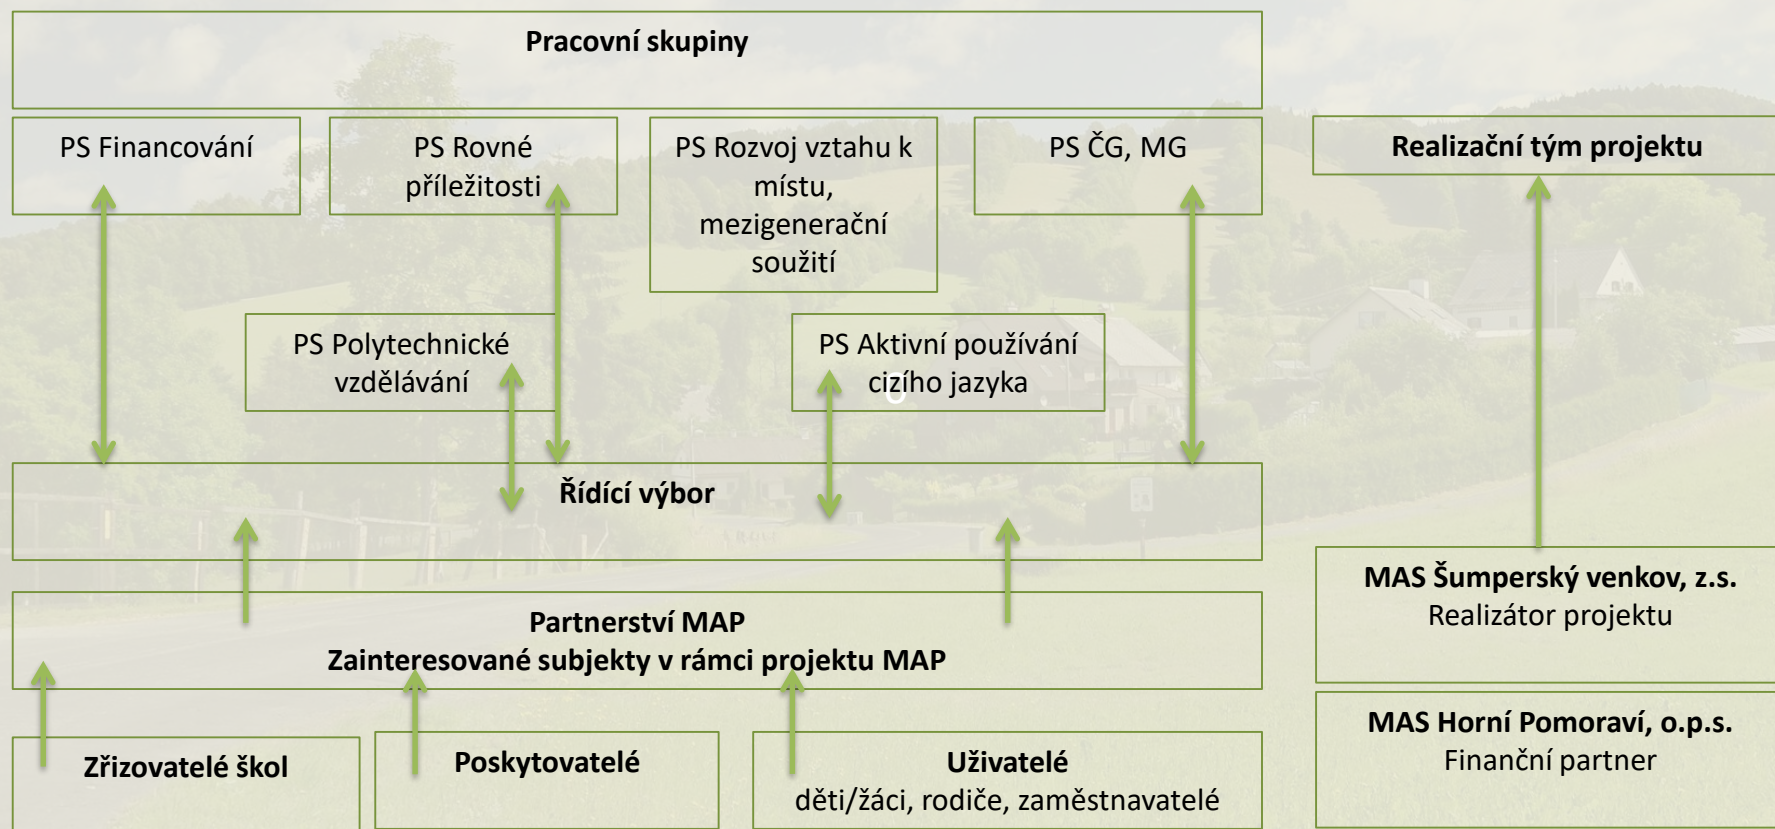 Pracovní skupiny
PS Financování
PS Rovné
příležitosti
PS Rozvoj vztahu k
místu,
mezigenerační
soužití
PS ČG, MG
Realizační tým projektu
PS Polytechnické
vzdělávání
PS Aktivní používání
cizího jazyka
o
Řídící výbor
Partnerství MAP
Zainteresované subjekty v rámci projektu MAP
MAS Šumperský venkov, z.s.
Realizátor projektu
Zřizovatelé škol
Poskytovatelé
Uživatelé
děti/žáci, rodiče, zaměstnavatelé
MAS Horní Pomoraví, o.p.s.
Finanční partner